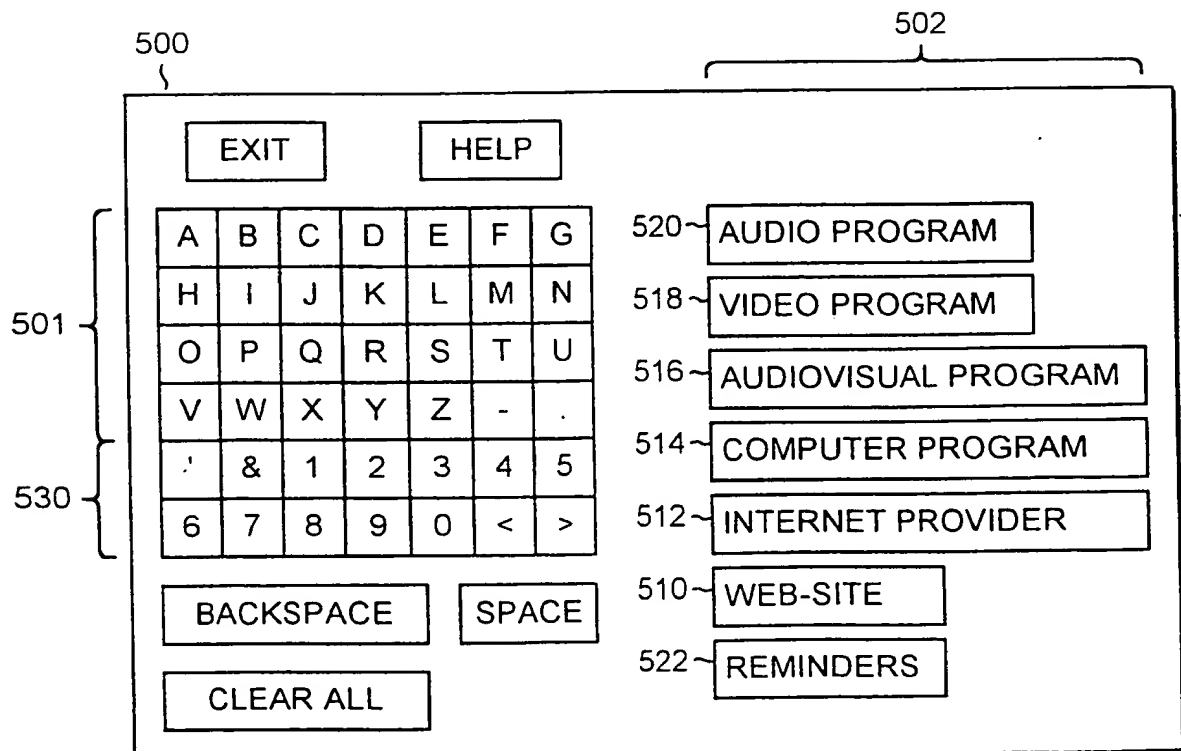 500
502
EXIT HELP
A B C D E F G
520 AUDIO PROGRAM
H I J K L M N
518 VIDEO PROGRAM
501
O P Q R S T U
516 AUDIOVISUAL PROGRAM
V W X Y Z - .
514 COMPUTER PROGRAM
' & 1 2 3 4 5
530
6 7 8 9 0 < >
512 INTERNET PROVIDER
BACKSPACE SPACE
510 WEB-SITE
522 REMINDERS
CLEAR ALL